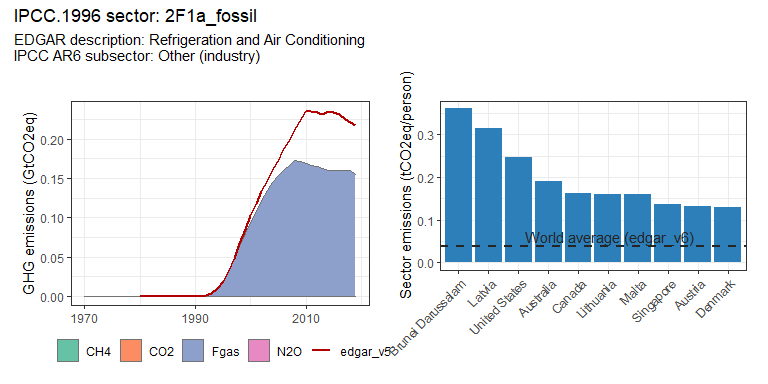 IPCC.1996 sector: 2F1a_fossil
EDGAR description: Refrigeration and Air Conditioning
IPCC AR6 subsector: Other (industry)
GHG emissions (GtCO2eq)
0.20
0.15
0.10
0.05
0.00
1970
1990
2010
CH4
CO2
Fgas
N2O
edgar_v5
Sector emissions (tCO2eq/person)
0.3
0.2
0.1
0.0
World average (edgar_v6)
Brunei Darussalam
Latvia
United States
Australia
Canada
Lithuania
Malta
Singapore
Austria
Denmark